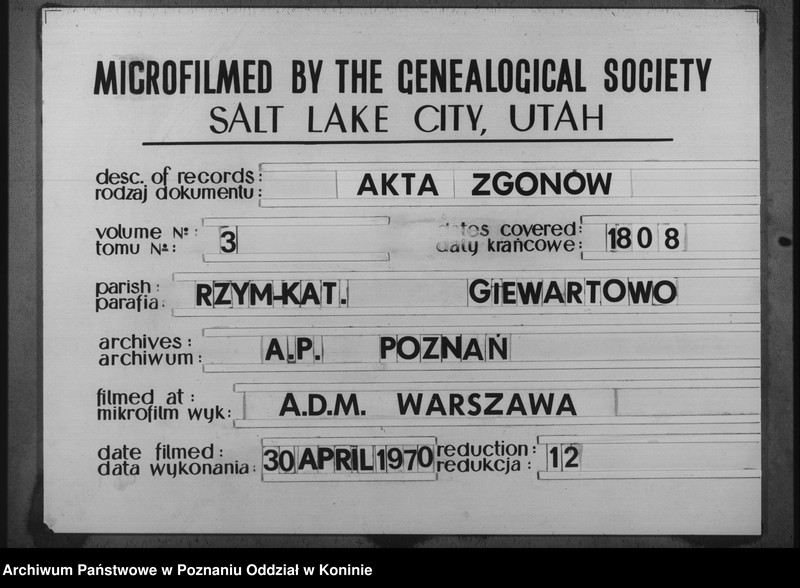 MICROFILMED BY THE GENEALOGICAL SOCIETY
SALT LAKE CITY, UTAH
desc. of records:
rodzaj dokumentu: AKTA ZGONÓW
volume Nº: dates covered:
tomu Nº: 3 daty krańcowe: 1808
parish:
parafia: RZYM-KAT. GIEWARTOWO
archives:
archiwum: A.P. POZNAŃ
filmed at:
mikrofilm wyk: A.D.M. WARSZAWA
date filmed: 30 APRIL 1970 reduction: 12
data wykonania: redukcja:
Archiwum Państwowe w Poznaniu Oddział w Koninie